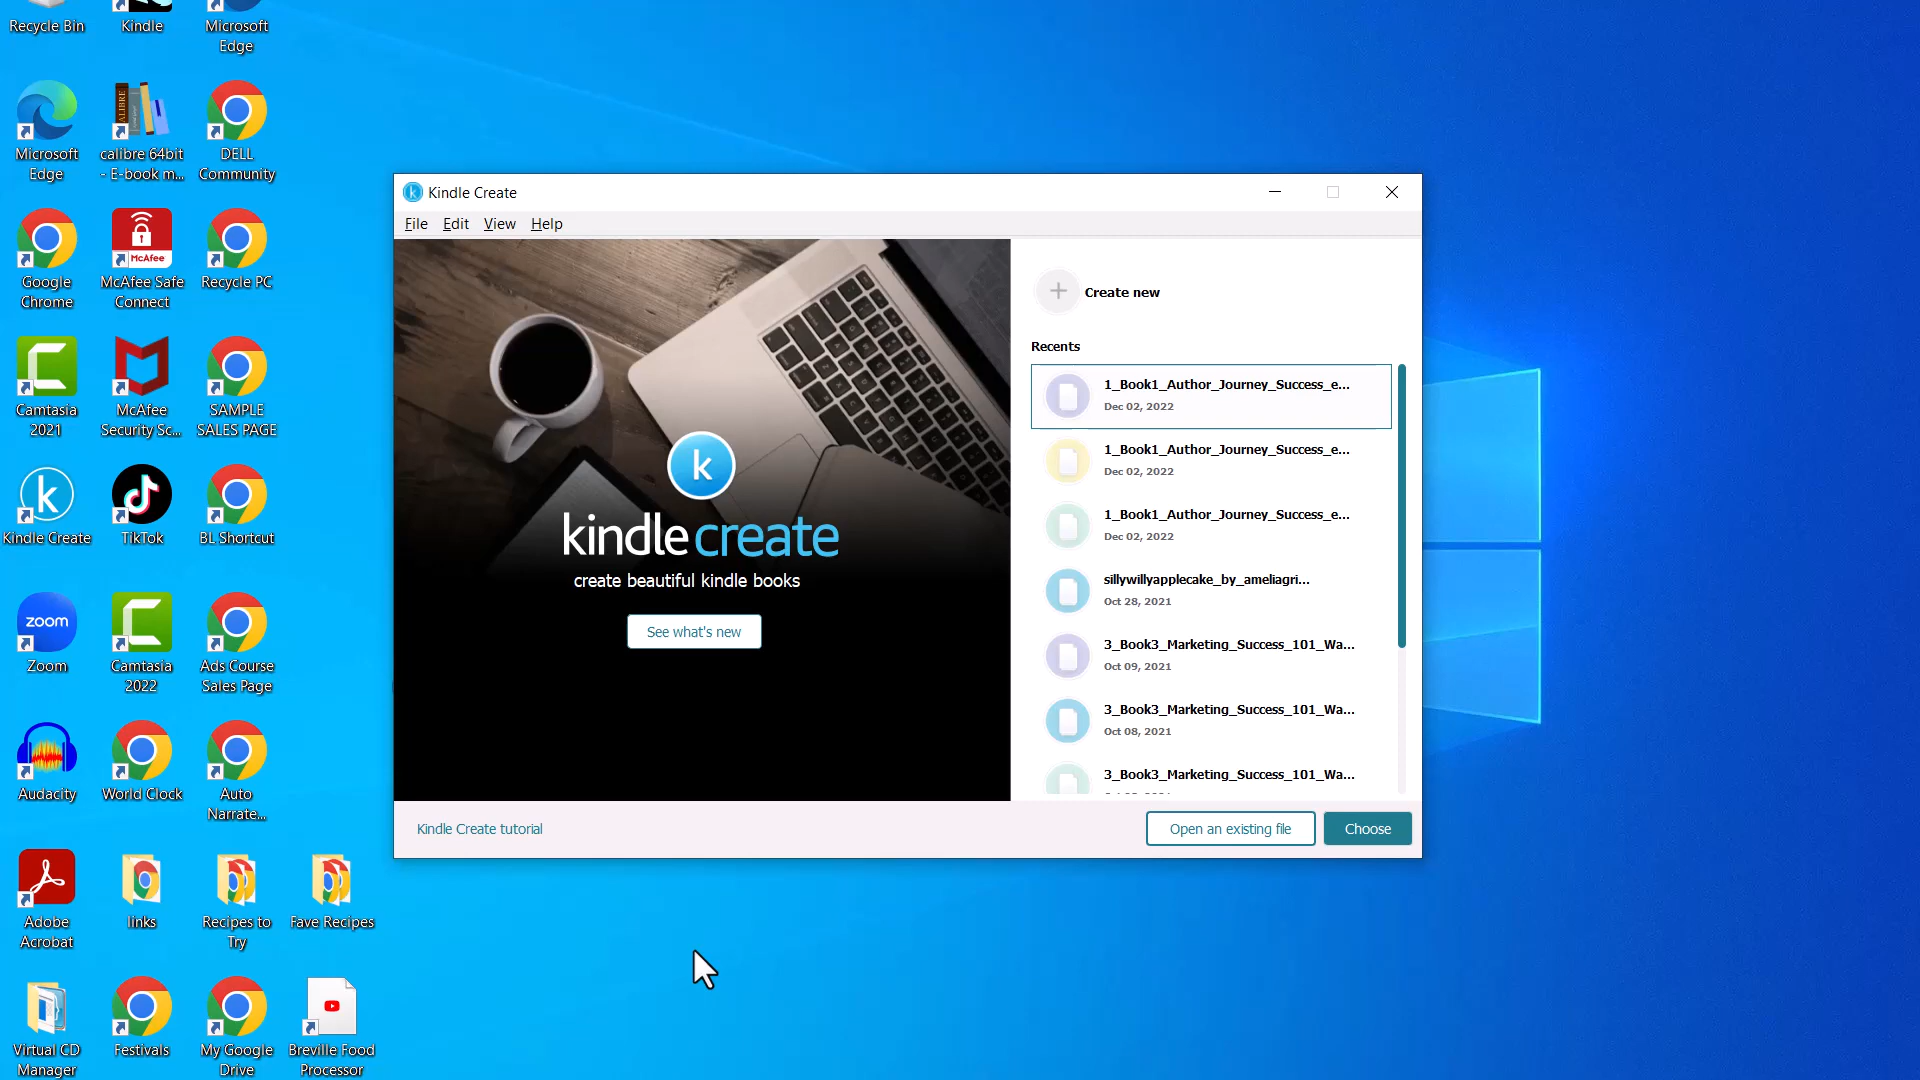 Recycle Bin
Kindle
Microsoft
Edge
Microsoft
Edge
CALIBRE
calibre 64bit
- E-book m...
DELL
Community
Google
Chrome
McAfee
McAfee Safe
Connect
Recycle PC
Camtasia
2021
McAfee
Security Sc...
SAMPLE
SALES PAGE
k
Kindle Create
TikTok
BL Shortcut
zoom
Zoom
Camtasia
2022
Ads Course
Sales Page
Audacity
World Clock
Auto
Narrate...
Adobe
Acrobat
links
Recipes to
Try
Fave Recipes
Virtual CD
Manager
Festivals
My Google
Drive
Breville Food
Processor
k Kindle Create
File Edit View Help
k
kindle create
create beautiful kindle books
See what's new
Create new
Recents
1_Book1_Author_Journey_Success_e...
Dec 02, 2022
1_Book1_Author_Journey_Success_e...
Dec 02, 2022
1_Book1_Author_Journey_Success_e...
Dec 02, 2022
sillywillyapplecake_by_ameliagri...
Oct 28, 2021
3_Book3_Marketing_Success_101_Wa...
Oct 09, 2021
3_Book3_Marketing_Success_101_Wa...
Oct 08, 2021
3_Book3_Marketing_Success_101_Wa...
Kindle Create tutorial
Open an existing file
Choose